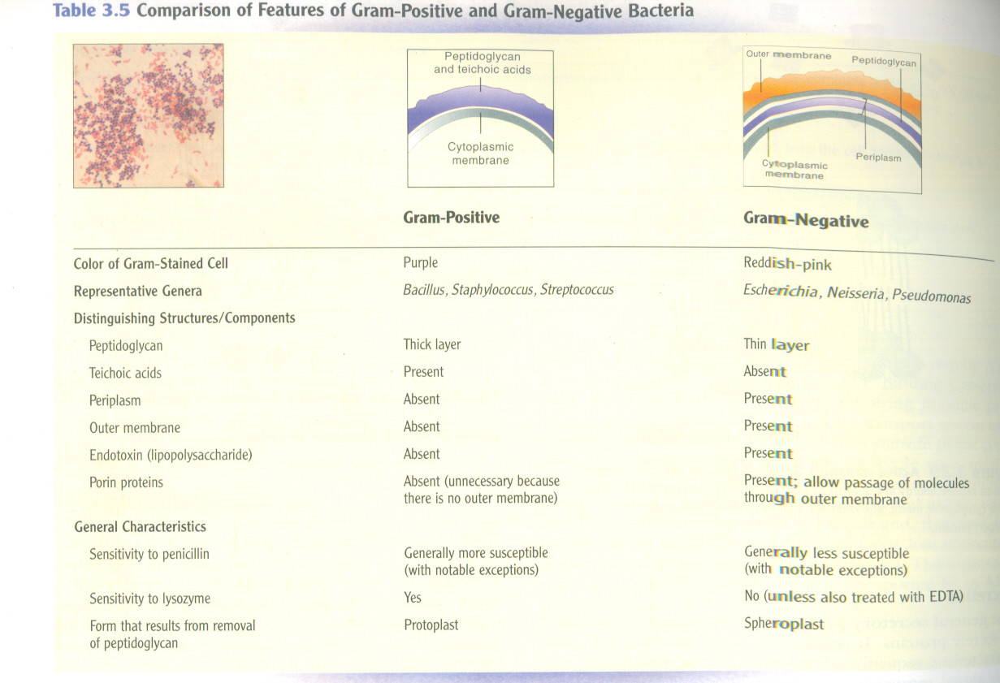 Table 3.5 Comparison of Features of Gram-Positive and Gram-Negative Bacteria
Peptidoglycan
and teichoic acids
Cytoplasmic
membrane
Outer membrane
Peptidoglycan
Periplasm
Cytoplasmic
membrane
Gram-Positive Gram-Negative
Color of Gram-Stained Cell Purple Reddish-pink
Representative Genera Bacillus, Staphylococcus, Streptococcus Escherichia, Neisseria, Pseudomonas
Distinguishing Structures/Components
Peptidoglycan Thick layer Thin layer
Teichoic acids Present Absent
Periplasm Absent Present
Outer membrane Absent Present
Endotoxin (lipopolysaccharide) Absent Present
Porin proteins Absent (unnecessary because Present; allow passage of molecules
there is no outer membrane) through outer membrane
General Characteristics
Sensitivity to penicillin Generally more susceptible Generally less susceptible
(with notable exceptions) (with notable exceptions)
Sensitivity to lysozyme Yes No (unless also treated with EDTA)
Form that results from removal Protoplast Spheroplast
of peptidoglycan